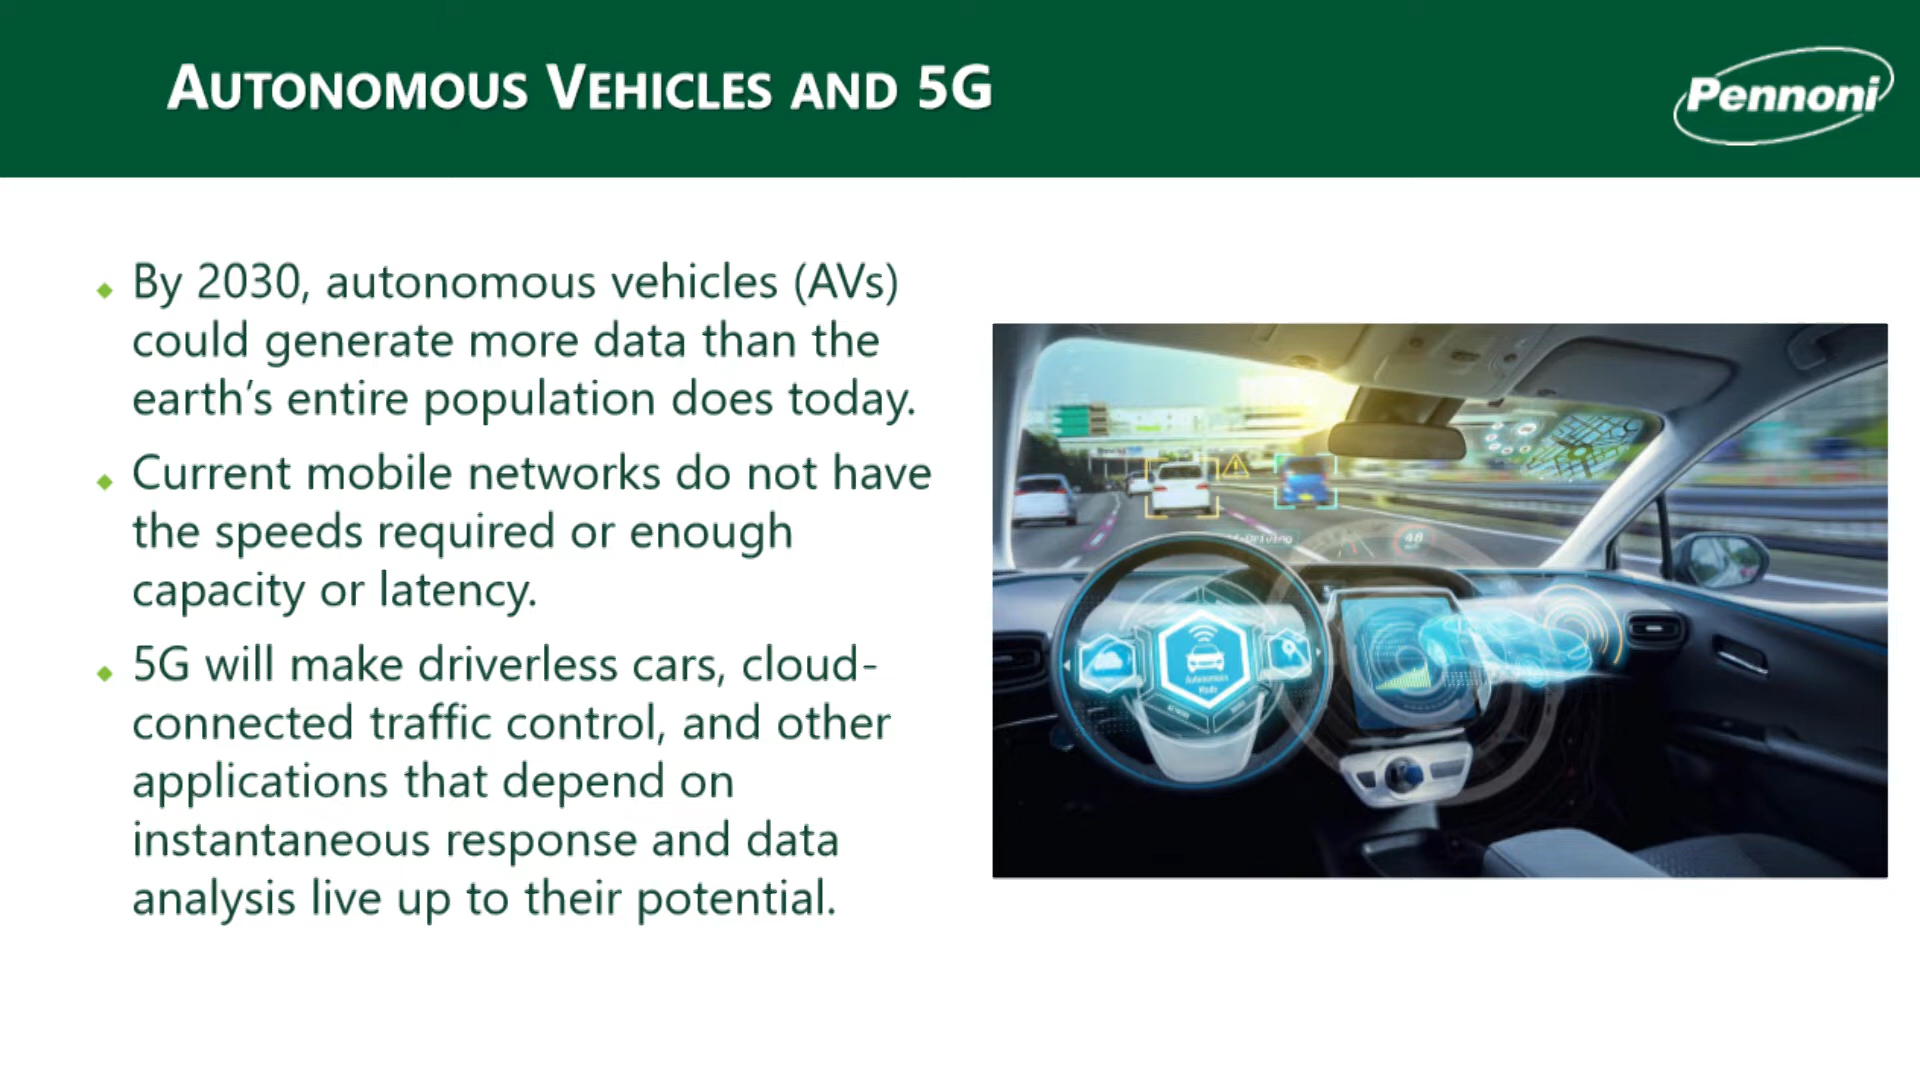 AUTONOMOUS VEHICLES AND 5G
Pennoni
By 2030, autonomous vehicles (AVs)
could generate more data than the
earth's entire population does today.
Current mobile networks do not have
the speeds required or enough
capacity or latency.
5G will make driverless cars, cloud-
connected traffic control, and other
applications that depend on
instantaneous response and data
analysis live up to their potential.
48
Autonomous
Mode